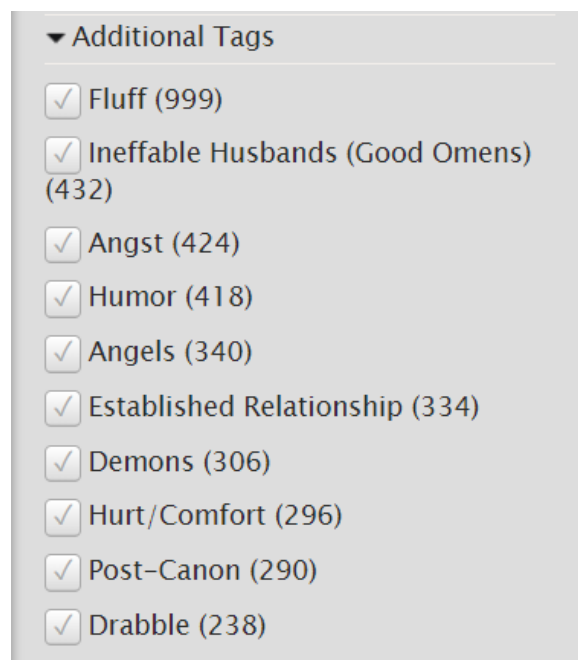 Additional Tags
Fluff (999)
Ineffable Husbands (Good Omens)
(432)
Angst (424)
Humor (418)
Angels (340)
Established Relationship (334)
Demons (306)
Hurt/Comfort (296)
Post-Canon (290)
Drabble (238)